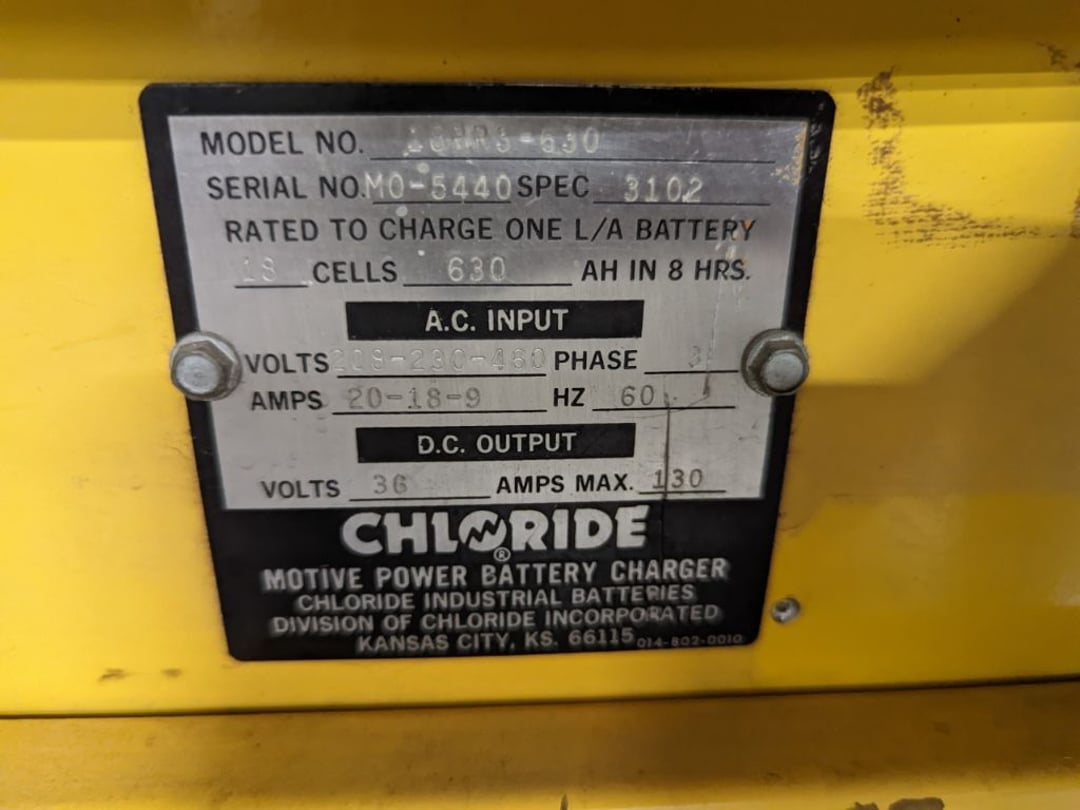 MODEL NO. -630
SERIAL NO. MO-5440 SPEC 3102
RATED TO CHARGE ONE L/A BATTERY
18 CELLS 630 AH IN 8 HRS.
A.C. INPUT
VOLTS 208-230-460 PHASE 3
AMPS 20-18-9 HZ 60
D.C. OUTPUT
VOLTS 36 AMPS MAX. 130
CHLORIDE
®
MOTIVE POWER BATTERY CHARGER
CHLORIDE INDUSTRIAL BATTERIES
DIVISION OF CHLORIDE INCORPORATED
KANSAS CITY, KS. 66115 014-802-0010